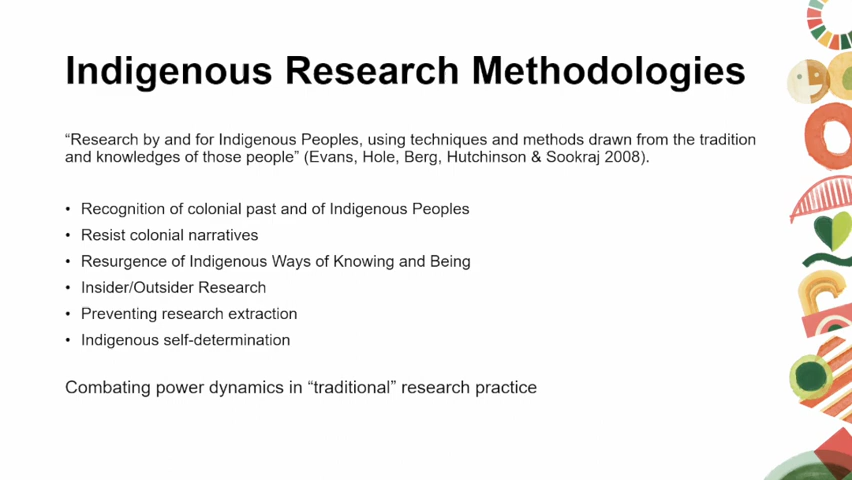 Indigenous Research Methodologies
“Research by and for Indigenous Peoples, using techniques and methods drawn from the tradition
and knowledges of those people” (Evans, Hole, Berg, Hutchinson & Sookraj 2008).
• Recognition of colonial past and of Indigenous Peoples
• Resist colonial narratives
• Resurgence of Indigenous Ways of Knowing and Being
• Insider/Outsider Research
• Preventing research extraction
• Indigenous self-determination
Combating power dynamics in “traditional” research practice